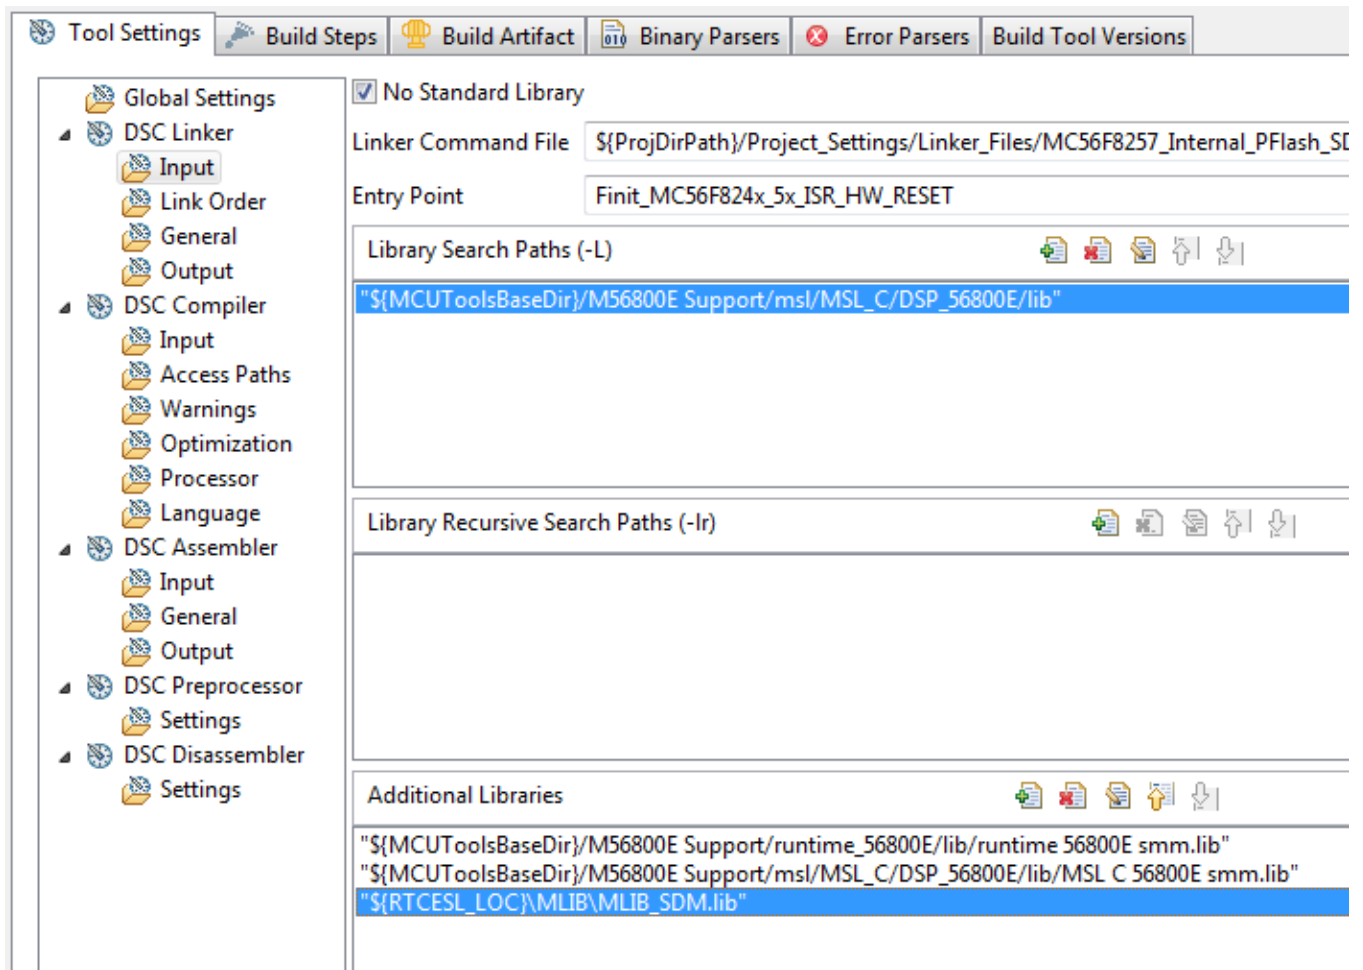 Tool Settings Build Steps Build Artifact Binary Parsers Error Parsers Build Tool Versions
Global Settings
DSC Linker
Input
Link Order
General
Output
DSC Compiler
Input
Access Paths
Warnings
Optimization
Processor
Language
DSC Assembler
Input
General
Output
DSC Preprocessor
Settings
DSC Disassembler
Settings
No Standard Library
Linker Command File ${ProjDirPath}/Project_Settings/Linker_Files/MC56F8257_Internal_PFlash_SD
Entry Point Finit_MC56F824x_5x_ISR_HW_RESET
Library Search Paths (-L)
"${MCUToolsBaseDir}/M56800E Support/msl/MSL_C/DSP_56800E/lib"
Library Recursive Search Paths (-lr)
Additional Libraries
"${MCUToolsBaseDir}/M56800E Support/runtime_56800E/lib/runtime 56800E smm.lib"
"${MCUToolsBaseDir}/M56800E Support/msl/MSL_C/DSP_56800E/lib/MSL C 56800E smm.lib"
"${RTCESL_LOC}\MLIB\MLIB_SDM.lib"